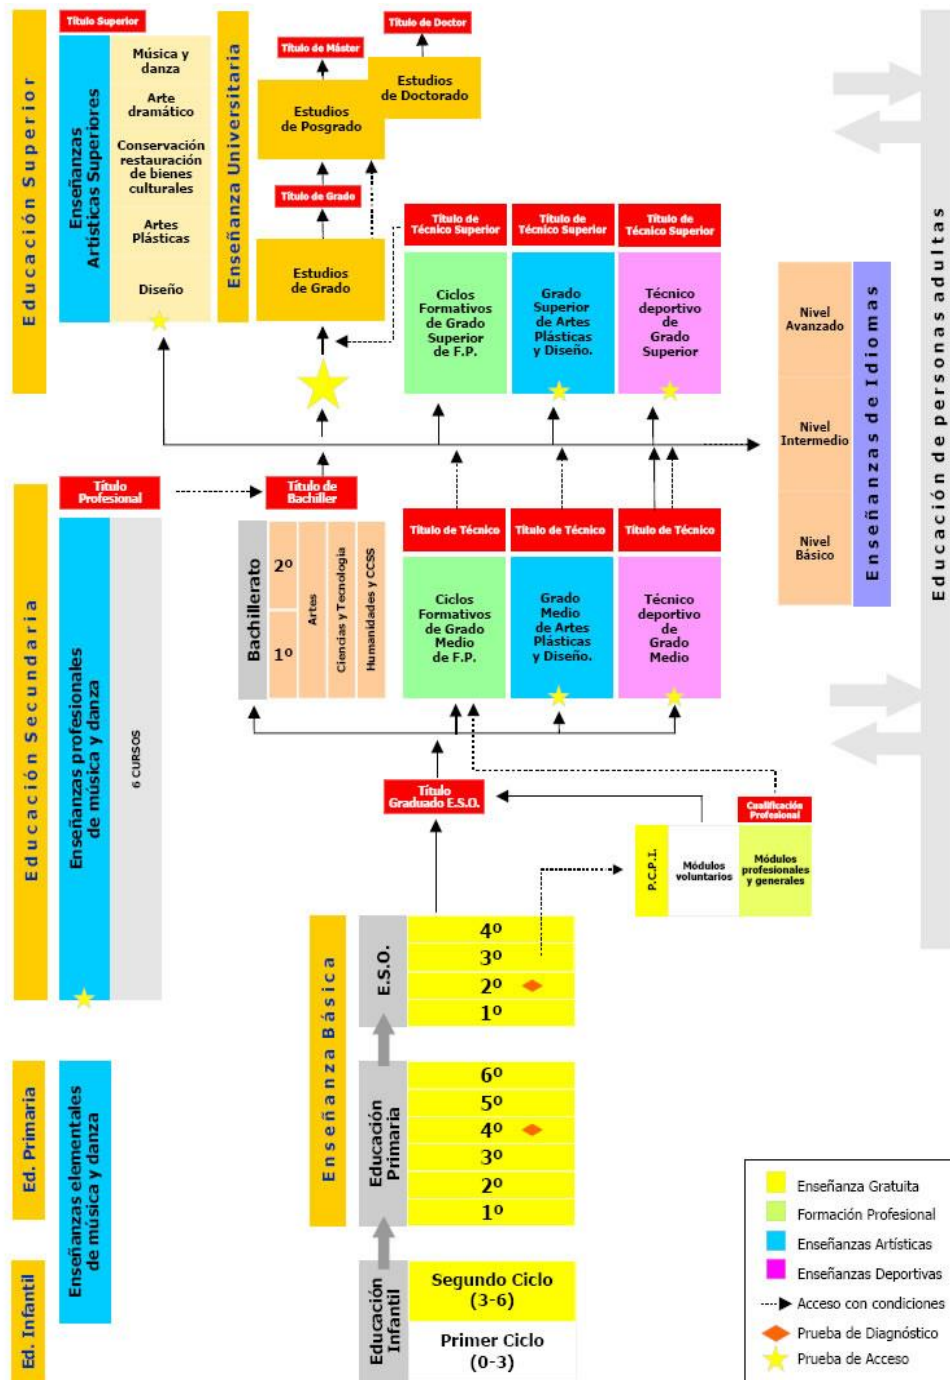 Educación Superior
Título Superior
Enseñanzas
Artísticas Superiores
Música y
danza
Arte
dramático
Conservación
restauración
de bienes
culturales
Artes
Plásticas
Diseño
Enseñanza Universitaria
Título de Máster
Título de Doctor
Estudios
de Posgrado
Estudios
de Doctorado
Título de Grado
Estudios
de Grado
Título de
Técnico Superior
Título de
Técnico Superior
Título de
Técnico Superior
Ciclos
Formativos
de Grado
Superior
de F.P.
Grado
Superior
de Artes
Plásticas
y Diseño.
Técnico
deportivo
de
Grado
Superior
Nivel
Avanzado
Nivel
Intermedio
Nivel
Básico
Enseñanzas de Idiomas
Educación de personas adultas
Educación Secundaria
Título
Profesional
Enseñanzas profesionales
de música y danza
6 CURSOS
Título de
Bachiller
Bachillerato
2º
1º
Artes
Ciencias y Tecnología
Humanidades y CCSS
Título de Técnico
Título de Técnico
Título de Técnico
Ciclos
Formativos
de Grado
Medio
de F.P.
Grado
Medio
de Artes
Plásticas
y Diseño.
Técnico
deportivo
de
Grado
Medio
Título
Graduado E.S.O.
Cualificación
Profesional
P.C.P.I.
Módulos
voluntarios
Módulos
profesionales
y generales
Enseñanza Básica
E.S.O.
4º
3º
2º
1º
Ed. Primaria
Enseñanzas elementales
de música y danza
Educación
Primaria
6º
5º
4º
3º
2º
1º
Ed. Infantil
Educación
Infantil
Segundo Ciclo
(3-6)
Primer Ciclo
(0-3)
Enseñanza Gratuita
Formación Profesional
Enseñanzas Artísticas
Enseñanzas Deportivas
Acceso con condiciones
Prueba de Diagnóstico
Prueba de Acceso